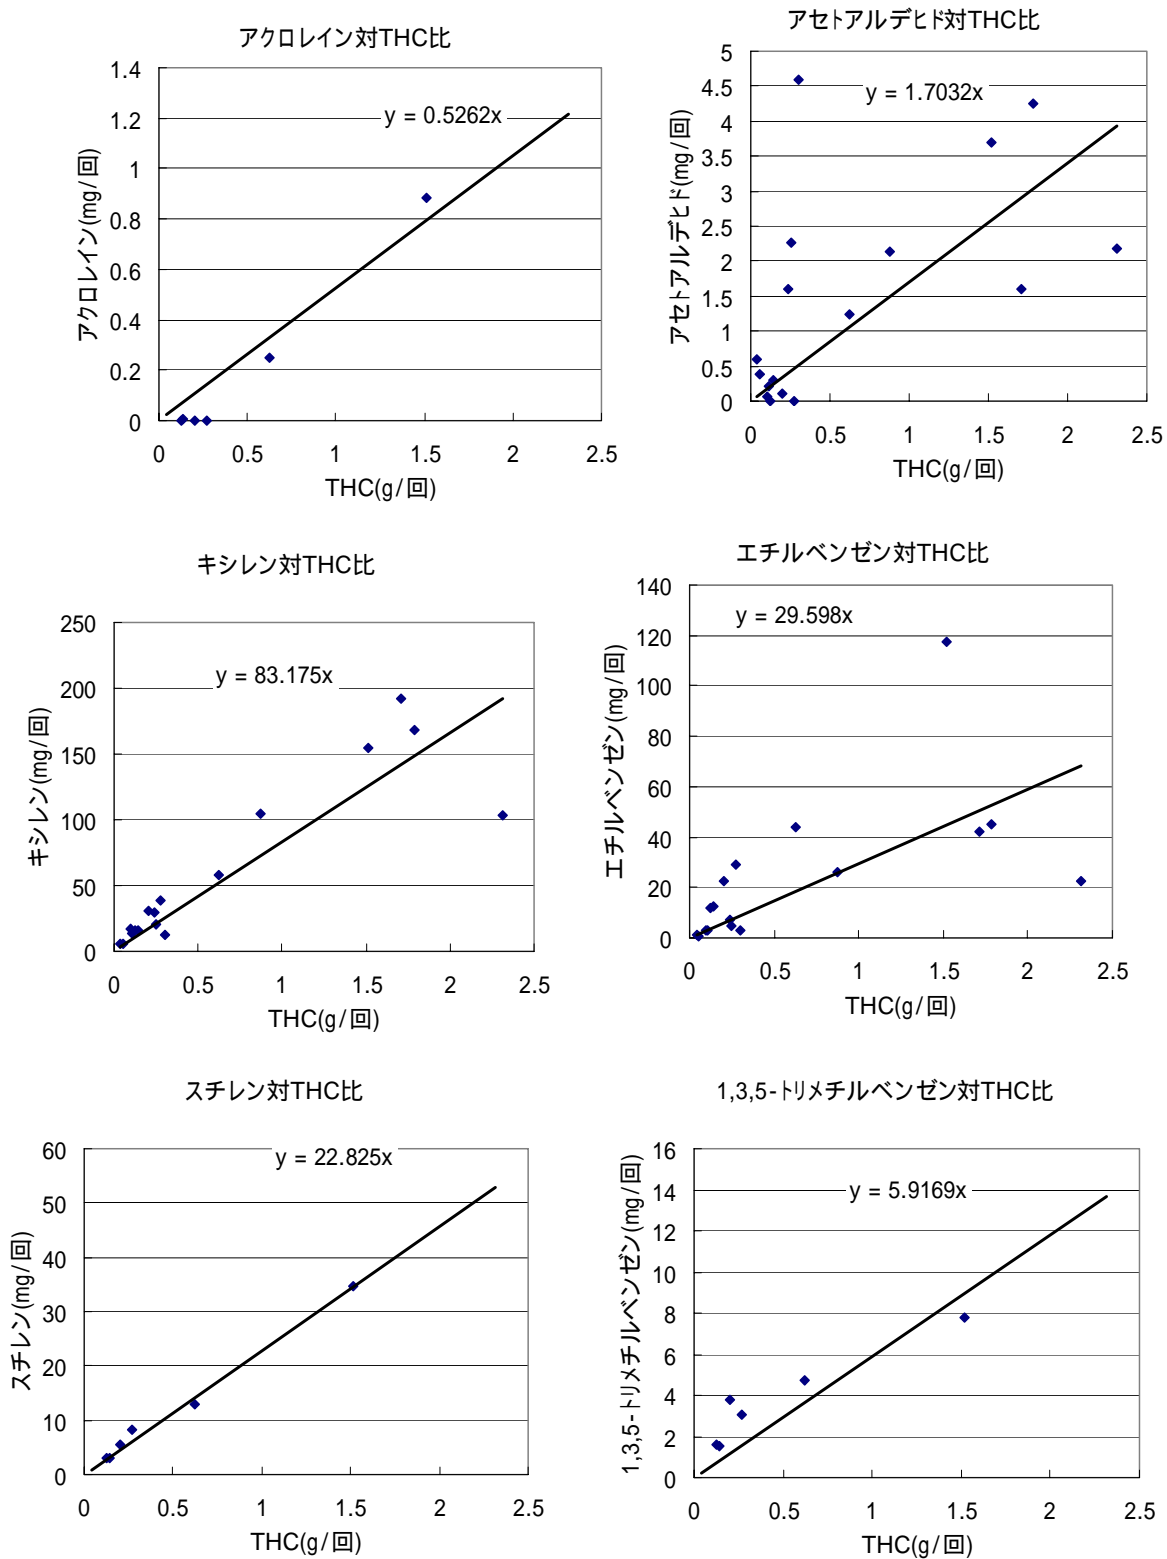 アクロレイン対THC比
1.4
1.2
1
0.8
0.6
0.4
0.2
0
y = 0.5262x
アクロレイン(mg/回)
0 0.5 1 1.5 2 2.5
THC(g/回)
アセトアルデヒド対THC比
5
4.5
4
3.5
3
2.5
2
1.5
1
0.5
0
y = 1.7032x
アセトアルデヒド(mg/回)
0 0.5 1 1.5 2 2.5
THC(g/回)
キシレン対THC比
250
200
150
100
50
0
y = 83.175x
キシレン(mg/回)
0 0.5 1 1.5 2 2.5
THC(g/回)
エチルベンゼン対THC比
140
120
100
80
60
40
20
0
y = 29.598x
エチルベンゼン(mg/回)
0 0.5 1 1.5 2 2.5
THC(g/回)
スチレン対THC比
60
50
40
30
20
10
0
y = 22.825x
スチレン(mg/回)
0 0.5 1 1.5 2 2.5
THC(g/回)
1,3,5-トリメチルベンゼン対THC比
16
14
12
10
8
6
4
2
0
y = 5.9169x
1,3,5-トリメチルベンゼン(mg/回)
0 0.5 1 1.5 2 2.5
THC(g/回)